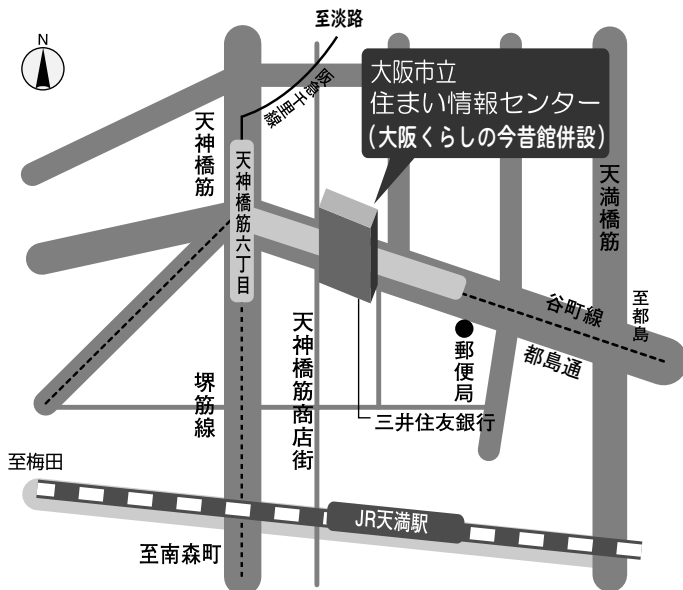 至淡路
N
阪急千里線
大阪市立
住まい情報センター
(大阪くらしの今昔館併設)
天神橋筋
天神橋筋六丁目
天満橋筋
谷町線
至都島
都島通
郵便局
天神橋筋商店街
堺筋線
三井住友銀行
至梅田
JR天満駅
至南森町